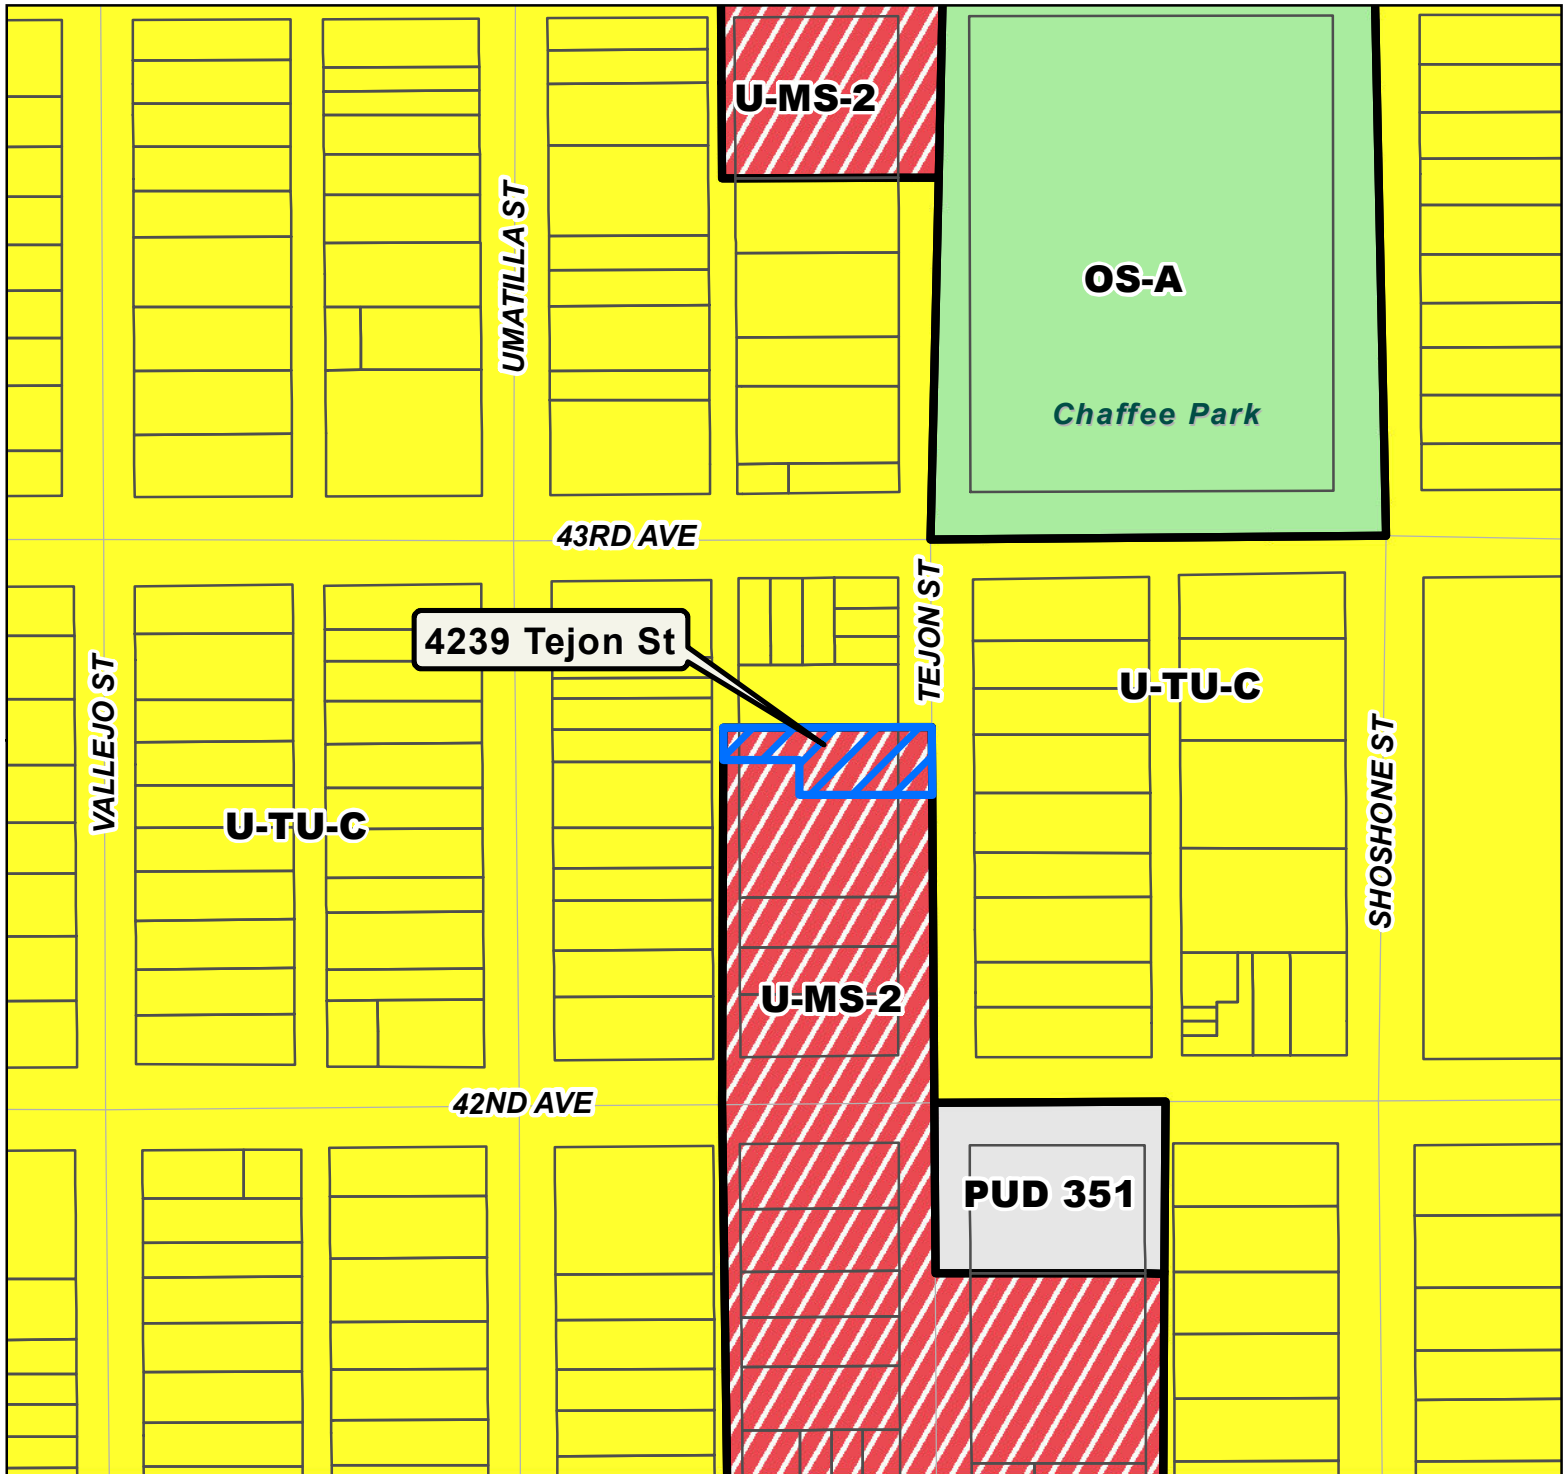 U-MS-2
UMATILLA ST
OS-A
Chaffee Park
43RD AVE
TEJON ST
4239 Tejon St
VALLEJO ST
U-TU-C
SHOSHONE ST
U-TU-C
U-MS-2
42ND AVE
PUD 351